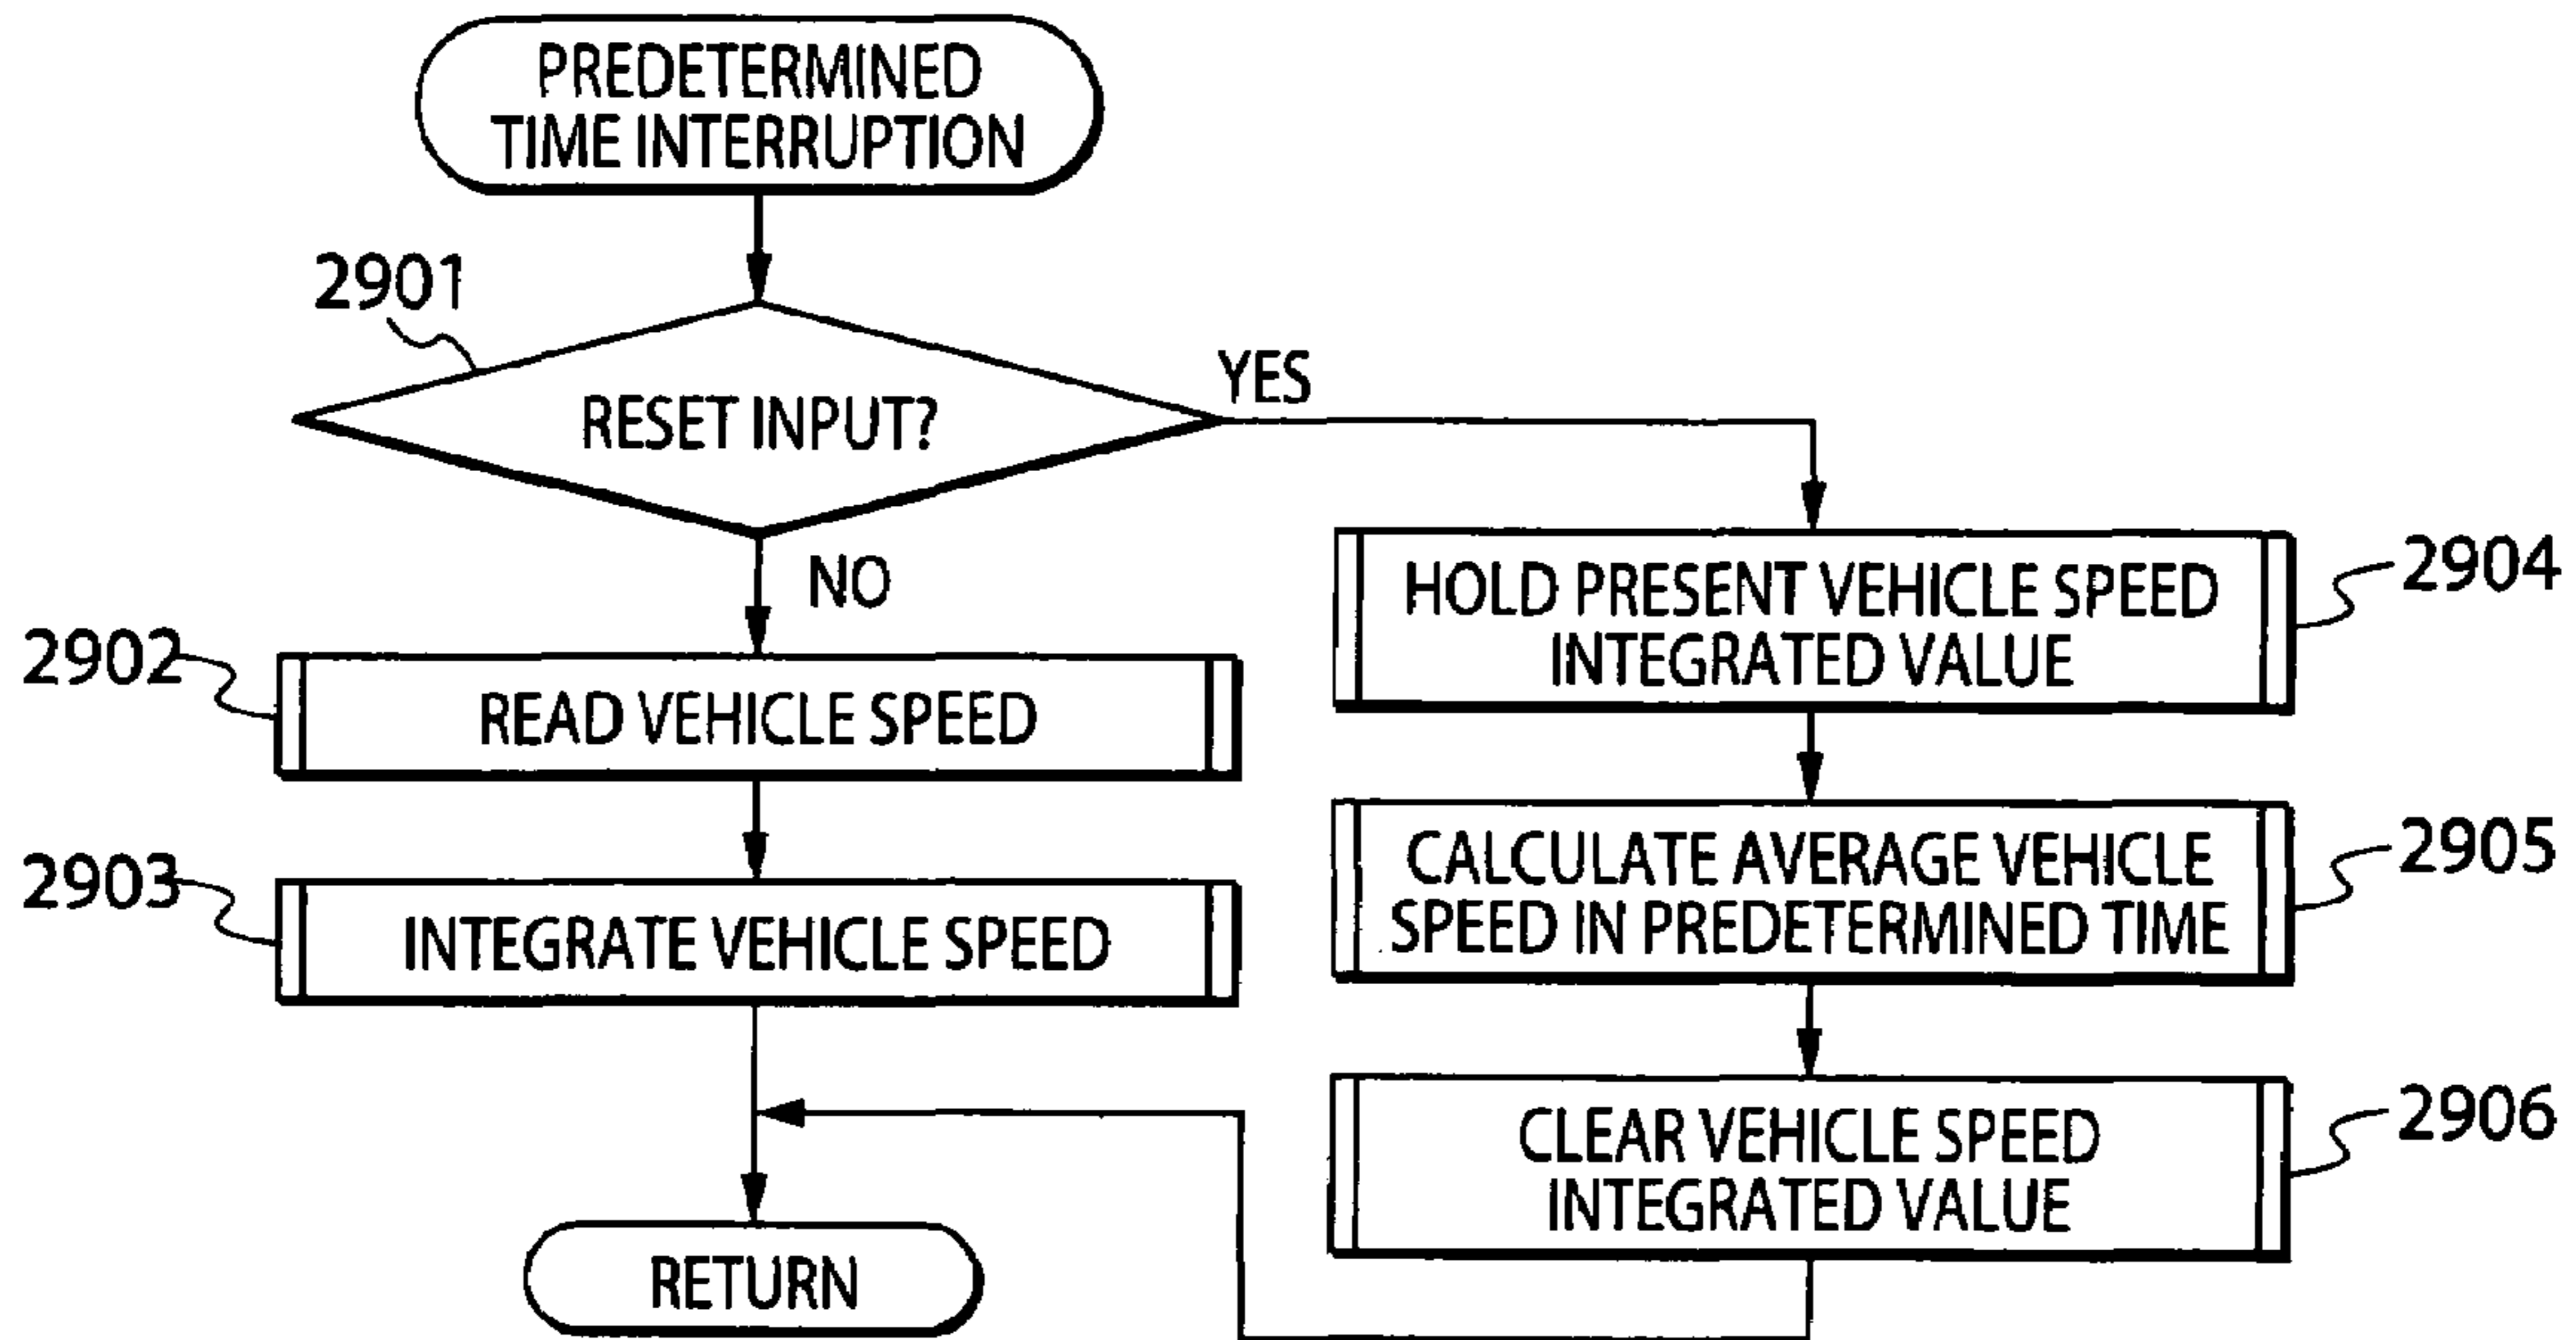 PREDETERMINED
TIME INTERRUPTION
2901
RESET INPUT?
YES
NO
2902
READ VEHICLE SPEED
2903
INTEGRATE VEHICLE SPEED
RETURN
HOLD PRESENT VEHICLE SPEED
INTEGRATED VALUE
2904
CALCULATE AVERAGE VEHICLE
SPEED IN PREDETERMINED TIME
2905
CLEAR VEHICLE SPEED
INTEGRATED VALUE
2906